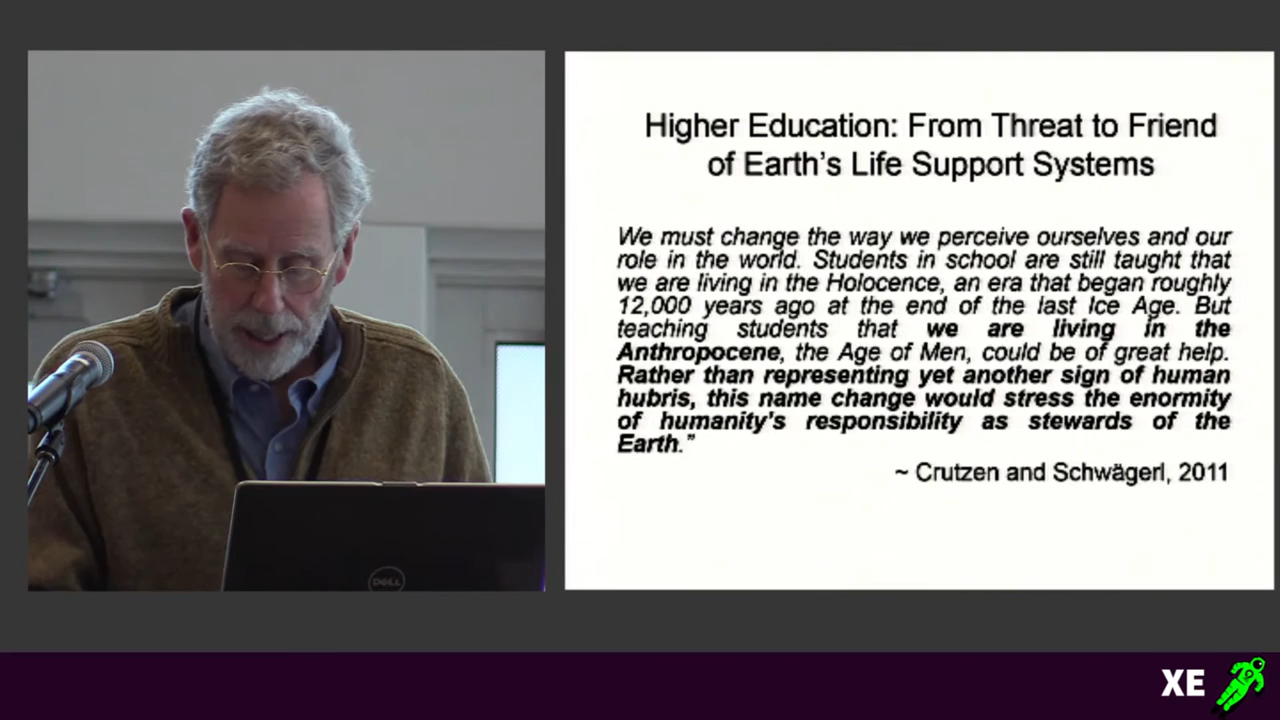 Higher Education: From Threat to Friend
of Earth's Life Support Systems
We must change the way we perceive ourselves and our
role in the world. Students in school are still taught that
we are living in the Holocence, an era that began roughly
12,000 years ago at the end of the last Ice Age. But
teaching students that we are living in the
Anthropocene, the Age of Men, could be of great help.
Rather than representing yet another sign of human
hubris, this name change would stress the enormity
of humanity's responsibility as stewards of the
Earth."
~ Crutzen and Schwägerl, 2011
DELL
XE